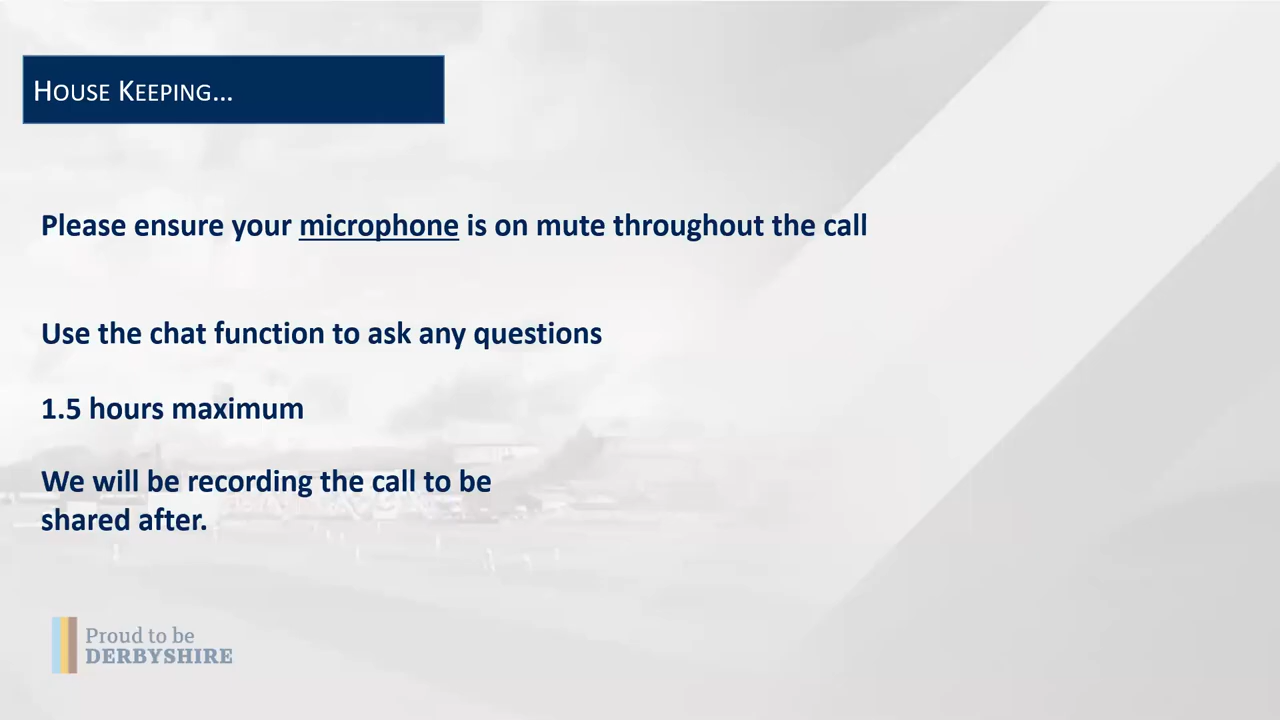 HOUSE KEEPING...
Please ensure your microphone is on mute throughout the call
Use the chat function to ask any questions
1.5 hours maximum
We will be recording the call to be
shared after.
Proud to be
DERBYSHIRE